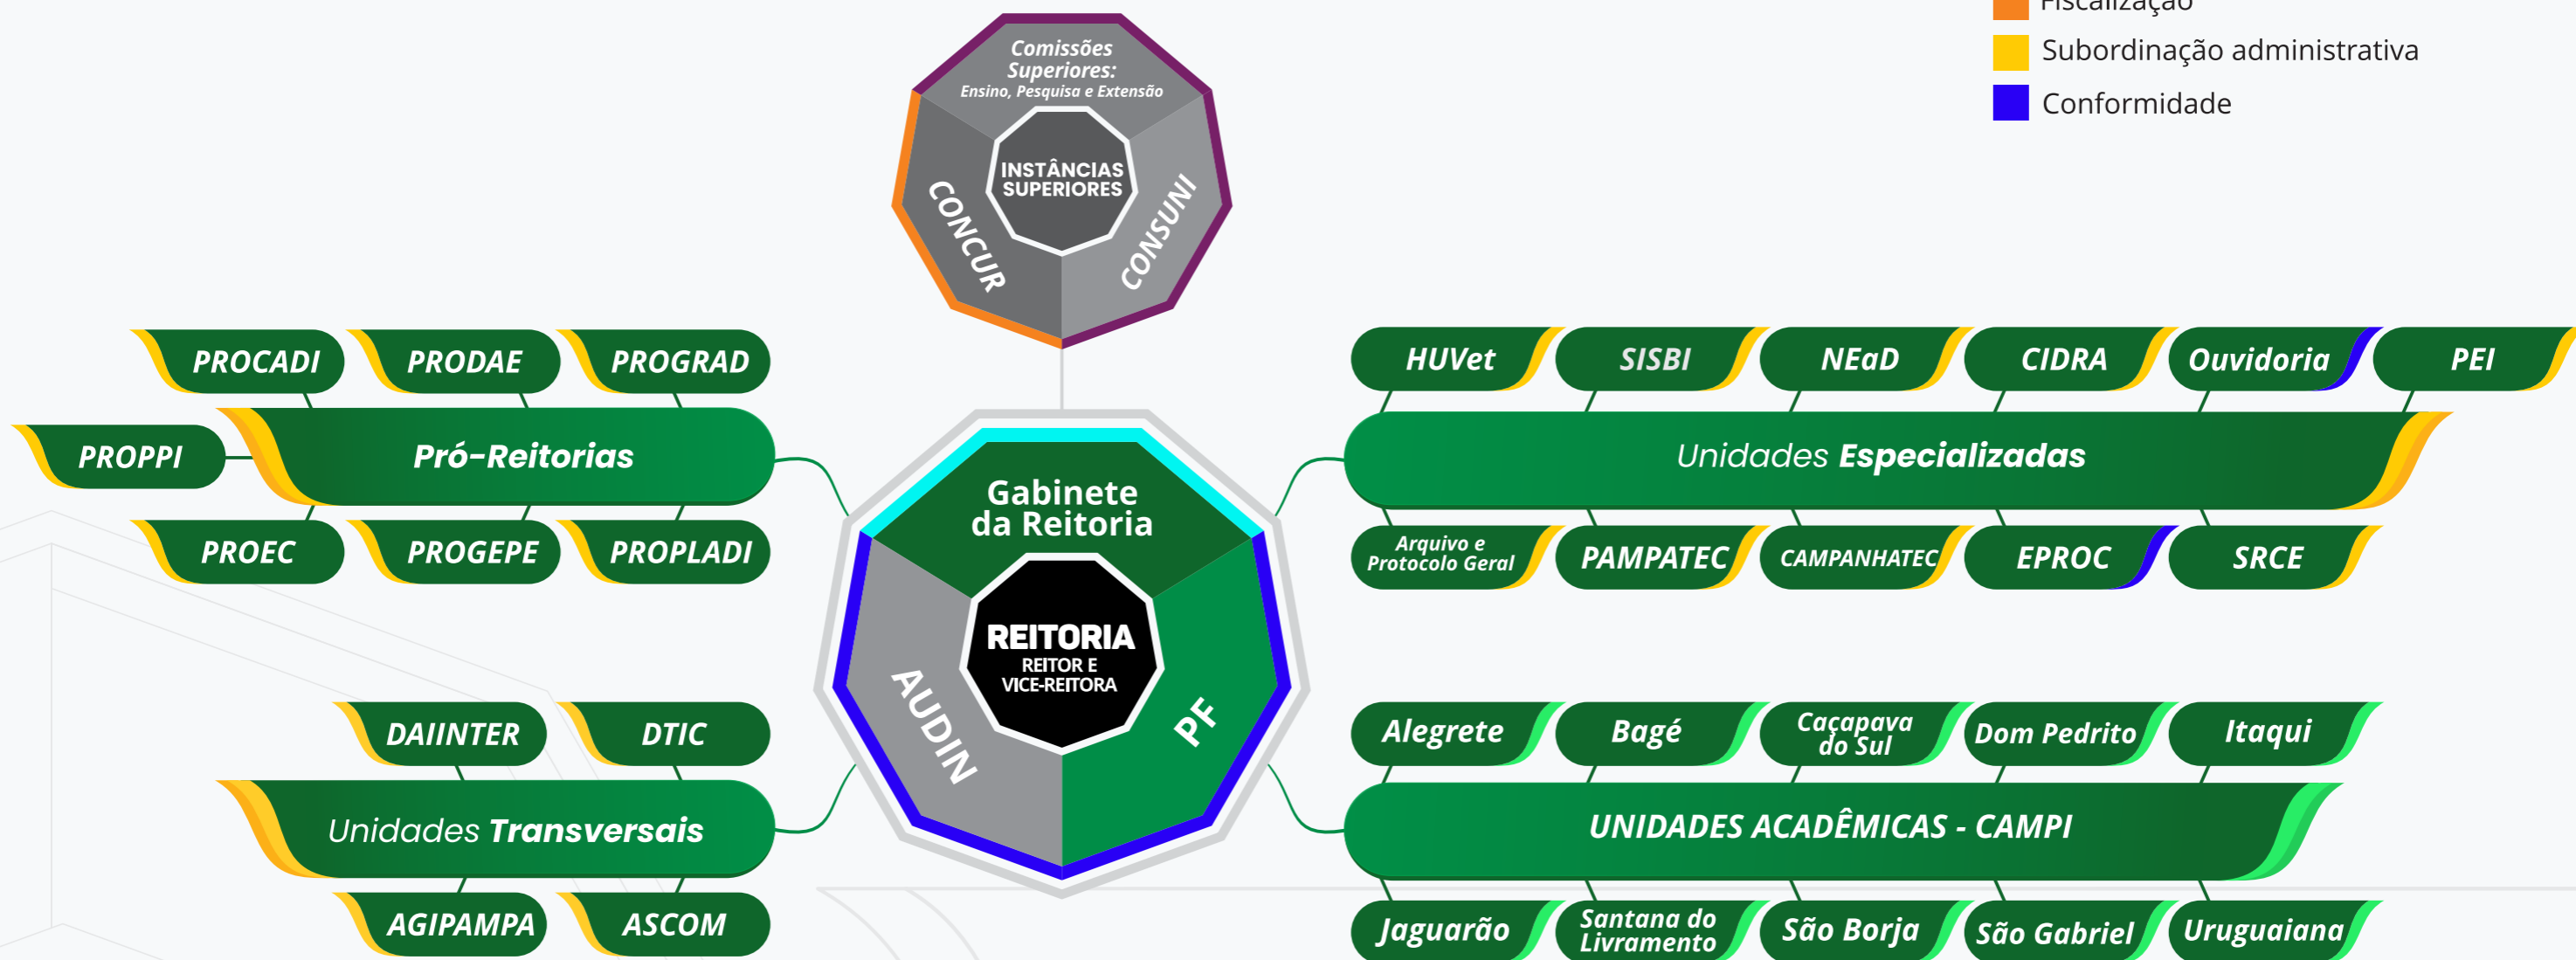 Fiscalização
Subordinação administrativa
Conformidade
Comissões
Superiores:
Ensino, Pesquisa e Extensão
INSTÂNCIAS
SUPERIORES
CONCUR
CONSUNI
PROCADI
PRODAE
PROGRAD
PROPPI
Pró-Reitorias
PROEC
PROGEPE
PROPLADI
HUVet
SISBI
NEaD
CIDRA
Ouvidoria
PEI
Unidades Especializadas
Arquivo e
Protocolo Geral
PAMPATEC
CAMPANHATEC
EPROC
SRCE
Gabinete
da Reitoria
REITORIA
REITOR E
VICE-REITORA
AUDIN
PF
DAIINTER
DTIC
Unidades Transversais
AGIPAMPA
ASCOM
Alegrete
Bagé
Caçapava
do Sul
Dom Pedrito
Itaqui
UNIDADES ACADÊMICAS - CAMPI
Jaguarão
Santana do
Livramento
São Borja
São Gabriel
Uruguaiana